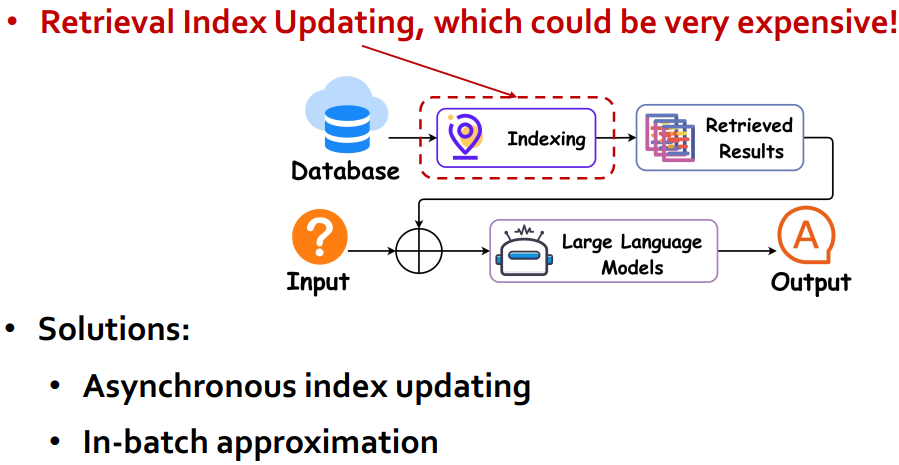 • Retrieval Index Updating, which could be very expensive!
Database
Indexing
Retrieved
Results
Input
Large Language
Models
A
Output
• Solutions:
• Asynchronous index updating
• In-batch approximation